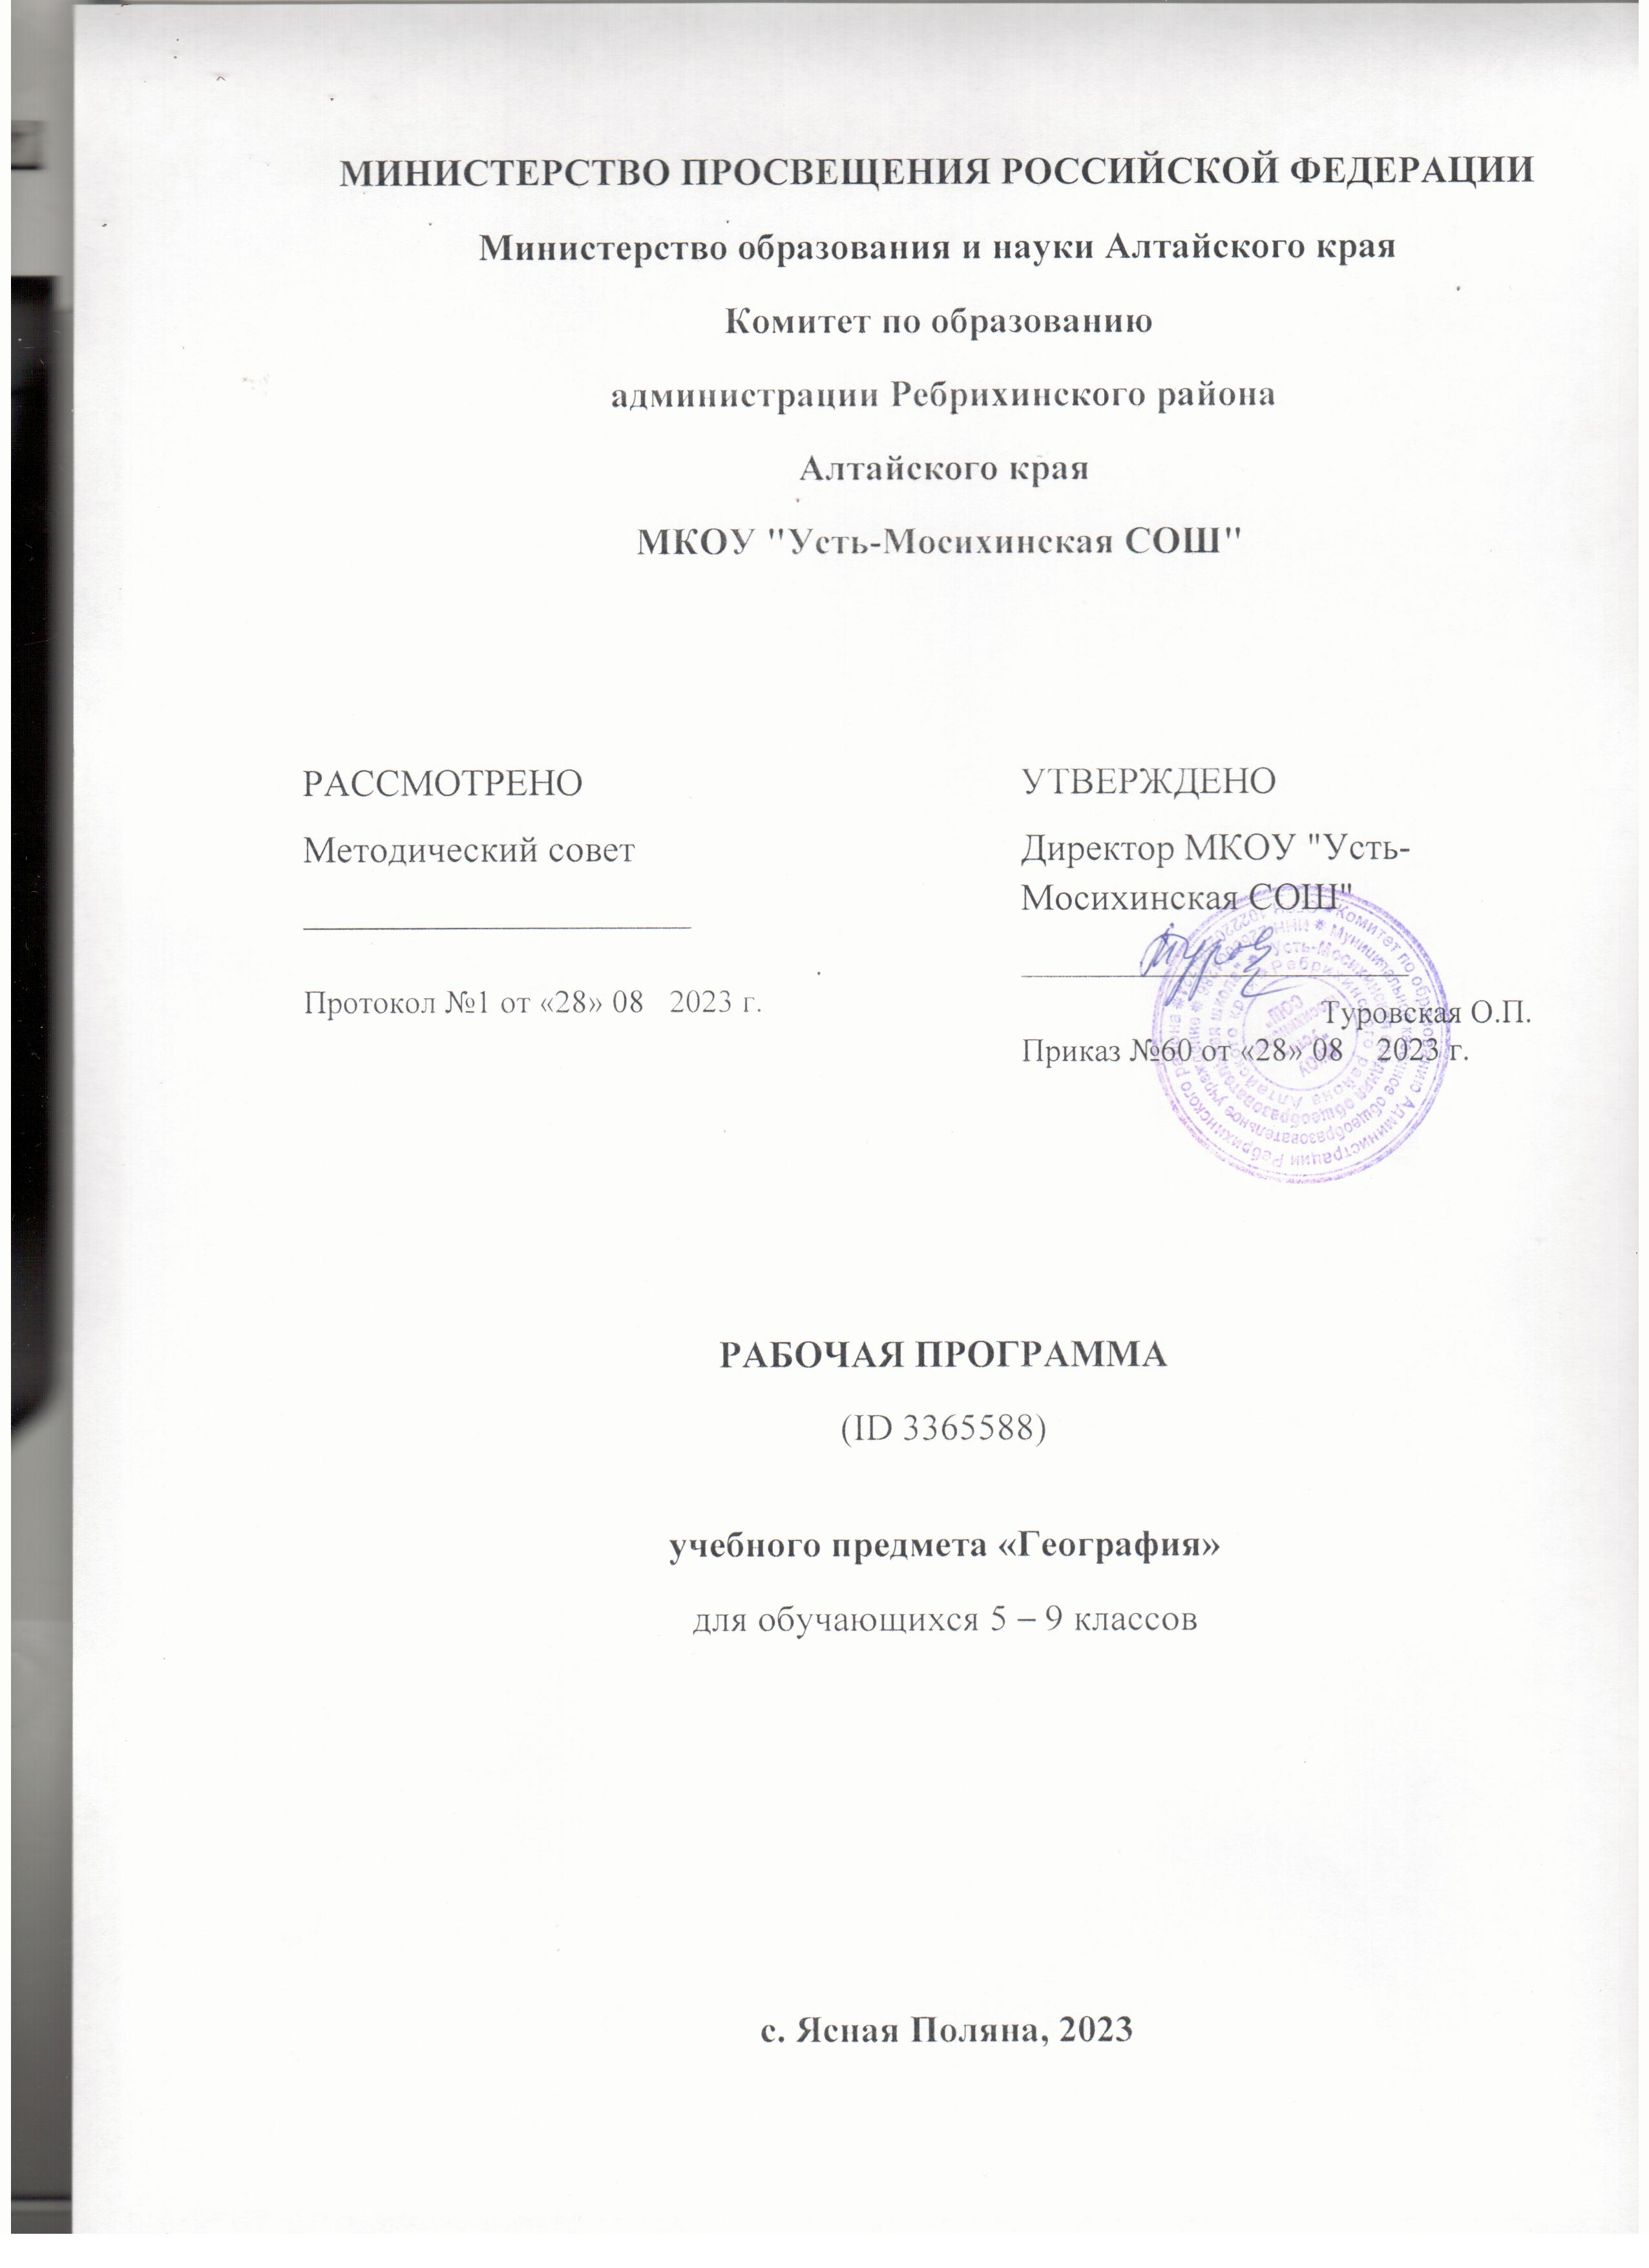 МИНИСТЕРСТВО ПРОСВЕЩЕНИЯ РОССИЙСКОЙ ФЕДЕРАЦИИ
Министерство образования и науки Алтайского края
Комитет по образованию
администрации Ребрихинского района
Алтайского края
МКОУ "Усть-Мосихинская СОШ"
РАССМОТРЕНО
Методический совет
Протокол №1 от «28» 08 2023 г.
УТВЕРЖДЕНО
Директор МКОУ "Усть-
Мосихинская СОШ"
Туровская О.П.
Приказ №60 от «28» 08 2023 г.
РАБОЧАЯ ПРОГРАММА
(ID 3365588)
учебного предмета «География»
для обучающихся 5 – 9 классов
с. Ясная Поляна, 2023